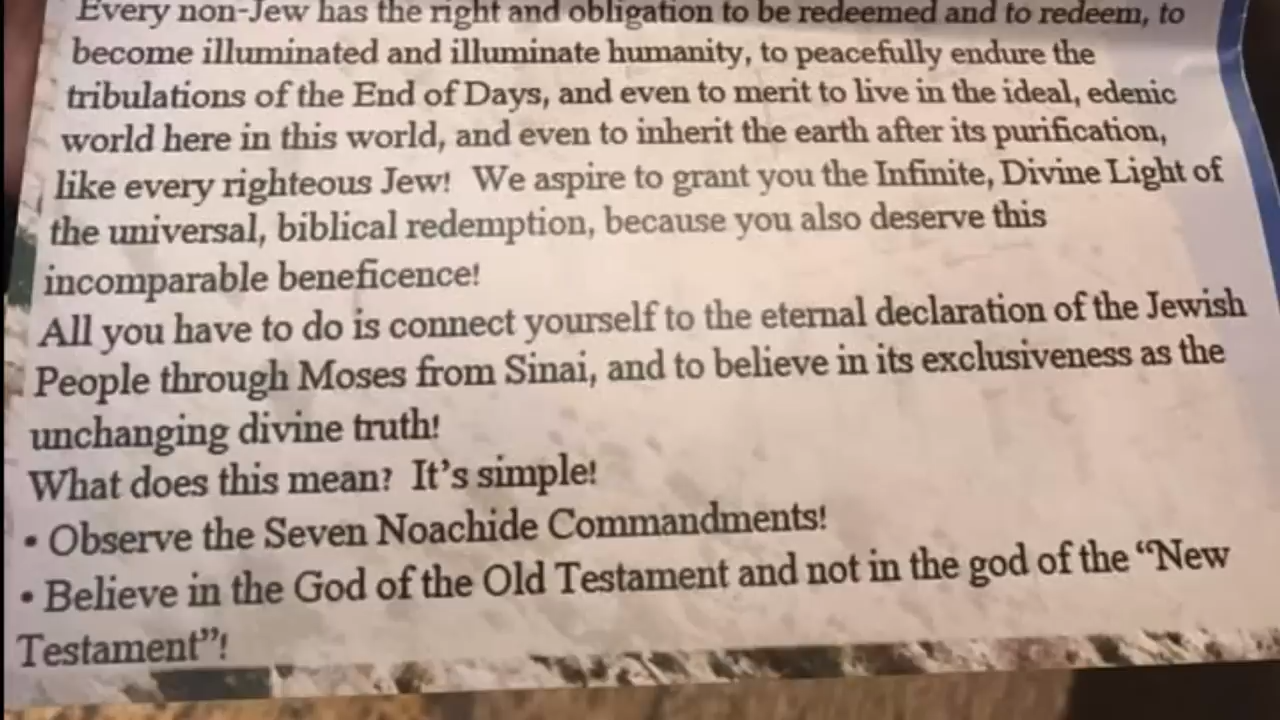 Every non-Jew has the right and obligation to be redeemed and to redeem, to
become illuminated and illuminate humanity, to peacefully endure the
tribulations of the End of Days, and even to merit to live in the ideal, edenic
world here in this world, and even to inherit the earth after its purification,
like every righteous Jew! We aspire to grant you the Infinite, Divine Light of
the universal, biblical redemption, because you also deserve this
incomparable beneficence!
All you have to do is connect yourself to the eternal declaration of the Jewish
People through Moses from Sinai, and to believe in its exclusiveness as the
unchanging divine truth!
What does this mean? It's simple!
• Observe the Seven Noachide Commandments!
• Believe in the God of the Old Testament and not in the god of the “New
Testament”!